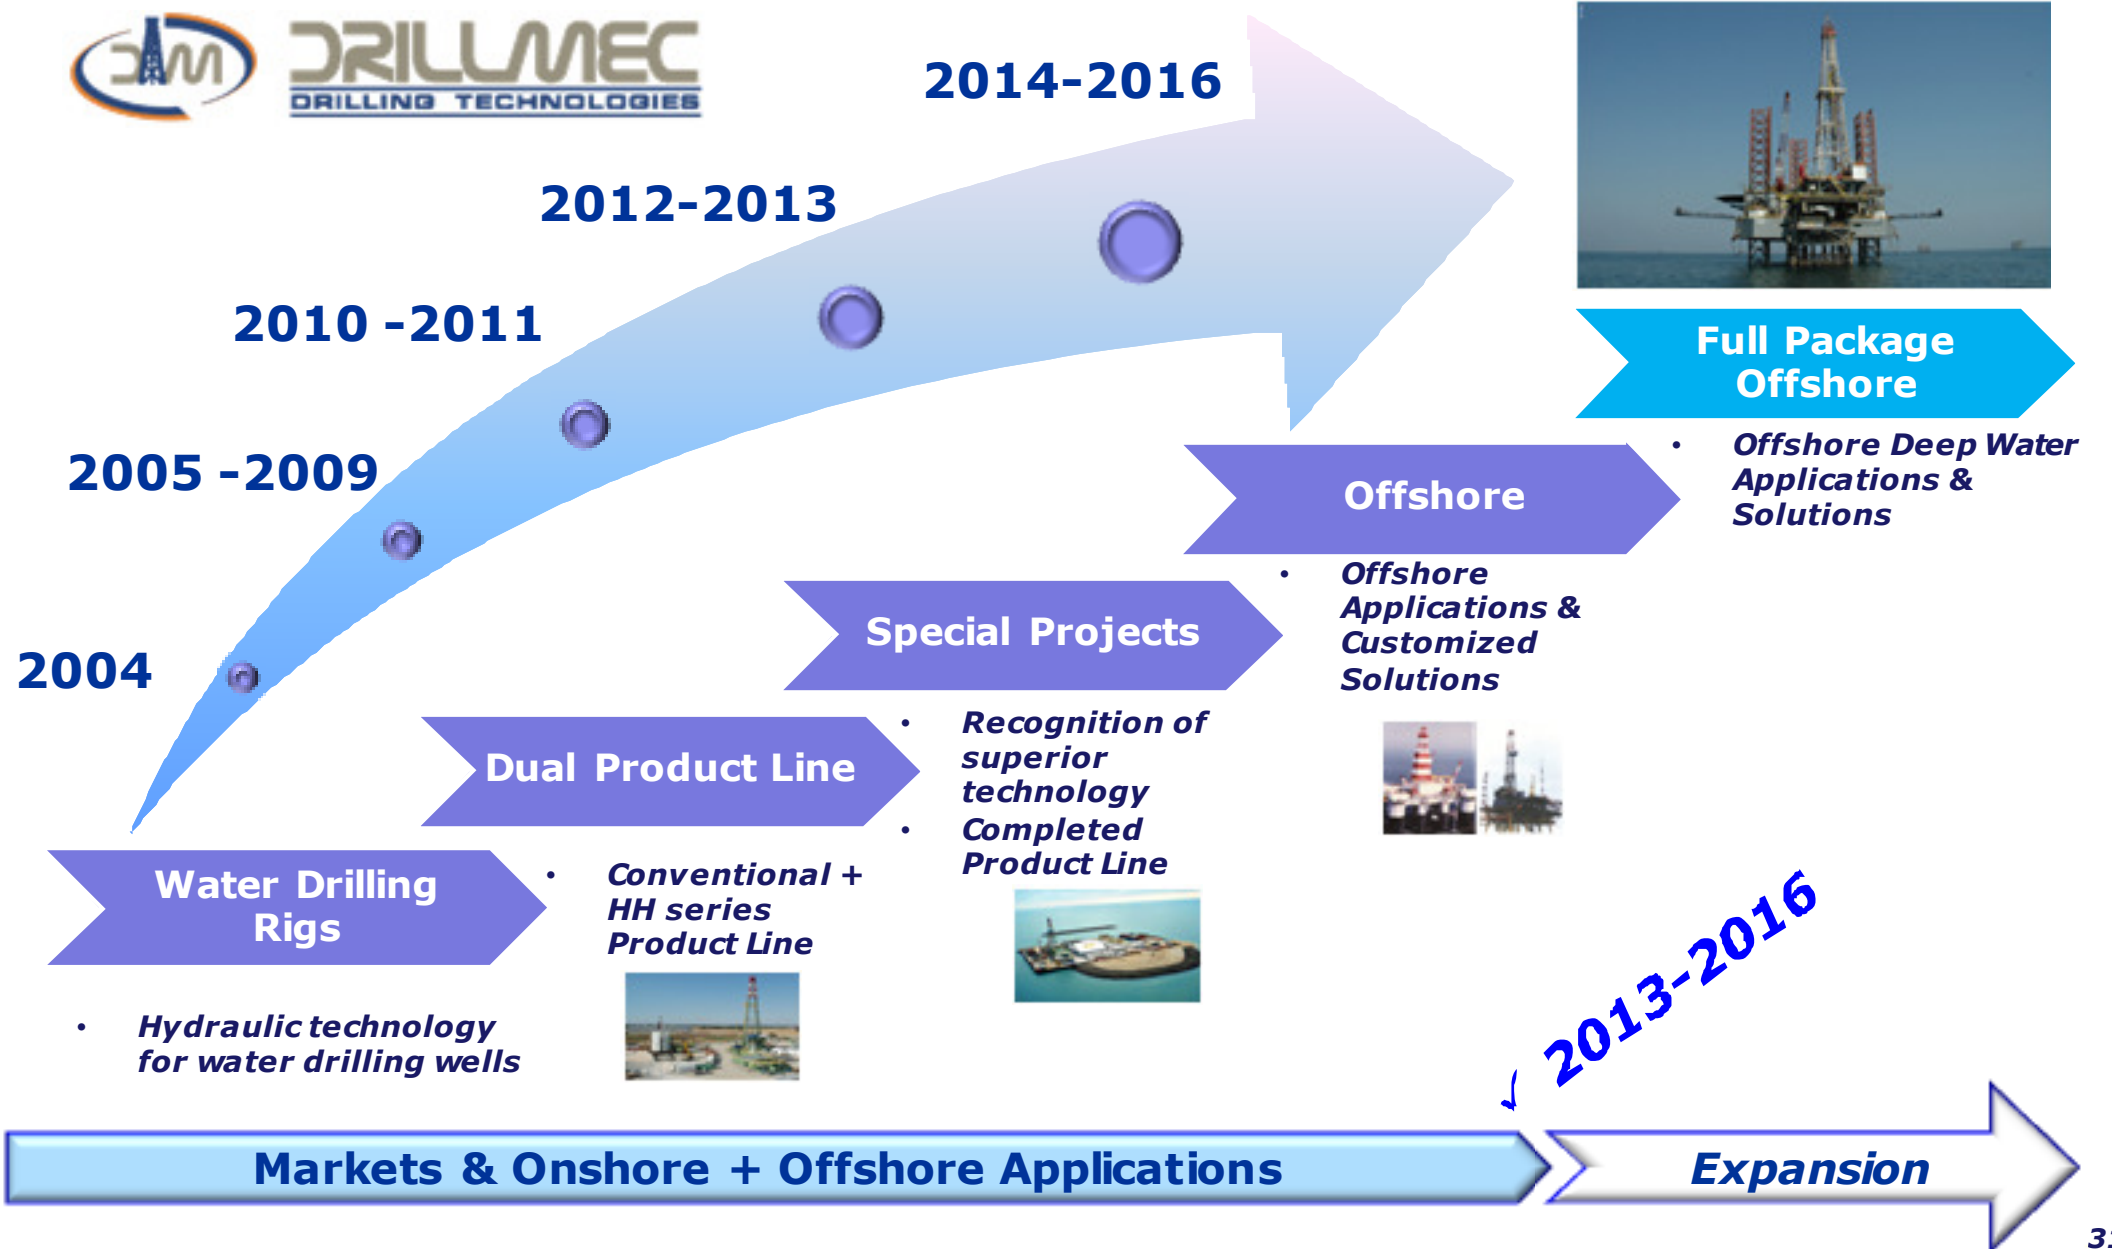 DRILLMEC
DRILLING TECHNOLOGIES
2014-2016
2012-2013
2010 -2011
2005 -2009
2004
Full Package
Offshore
• Offshore Deep Water
Applications &
Solutions
Offshore
• Offshore
Applications &
Customized
Solutions
Special Projects
• Recognition of
superior
technology
• Completed
Product Line
Dual Product Line
• Conventional +
HH series
Product Line
Water Drilling
Rigs
• Hydraulic technology
for water drilling wells
✓ 2013-2016
Markets & Onshore + Offshore Applications
Expansion